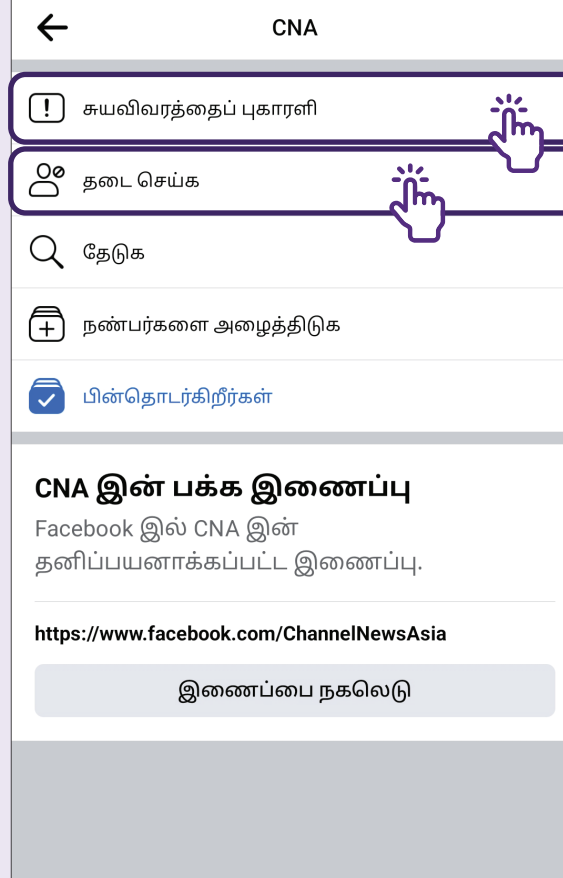 CNA
சுயவிவரத்தைப் புகாரளி
தடை செய்க
தேடுக
நண்பர்களை அழைத்திடுக
பின்தொடர்கிறீர்கள்
CNA இன் பக்க இணைப்பு
Facebook இல் CNA இன்
தனிப்பயனாக்கப்பட்ட இணைப்பு.
https://www.facebook.com/ChannelNewsAsia
இணைப்பை நகலெடு